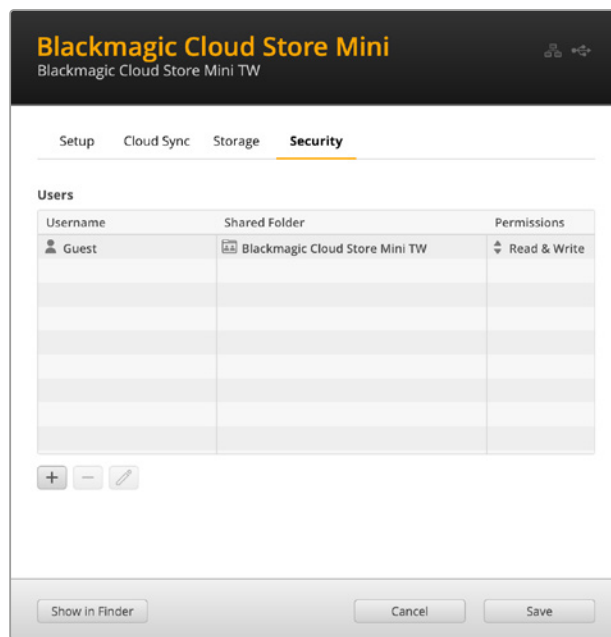 Blackmagic Cloud Store Mini
Blackmagic Cloud Store Mini TW
Setup Cloud Sync Storage Security
Users
Username Shared Folder Permissions
Guest Blackmagic Cloud Store Mini TW Read & Write
Show in Finder Cancel Save